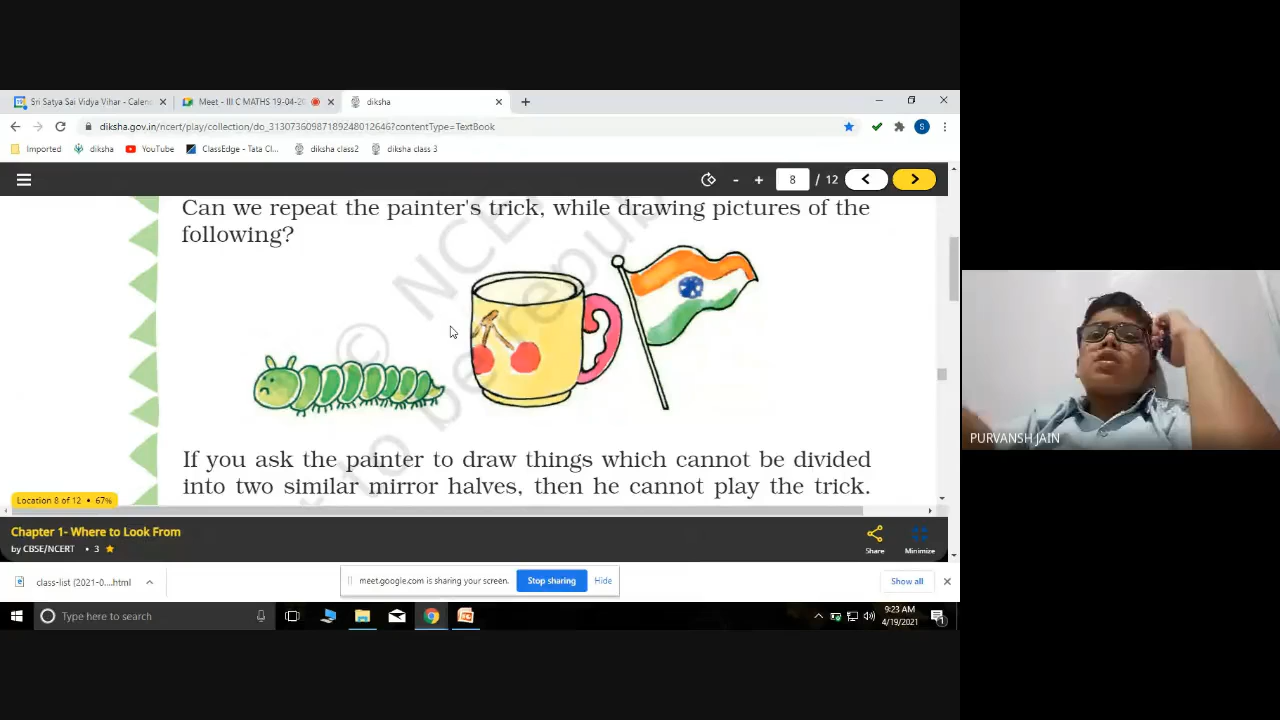 Sri Satya Sai Vidya Vihar - Calen
Meet - III C MATHS 19-04-20
diksha
diksha.gov.in/ncert/play/collection/do_31307360987189248012646?contentType=TextBook
Imported
diksha
YouTube
ClassEdge - Tata Cl...
diksha class2
diksha class 3
8 / 12
Can we repeat the painter's trick, while drawing pictures of the
following?
© NCE
If you ask the painter to draw things which cannot be divided
into two similar mirror halves, then he cannot play the trick.
Location 8 of 12 • 67%
Chapter 1- Where to Look From
by CBSE/NCERT • 3
Share
Minimize
class-list (2021-0....html
meet.google.com is sharing your screen.
Stop sharing
Hide
Show all
Type here to search
9:23 AM
4/19/2021
PURVANSH JAIN